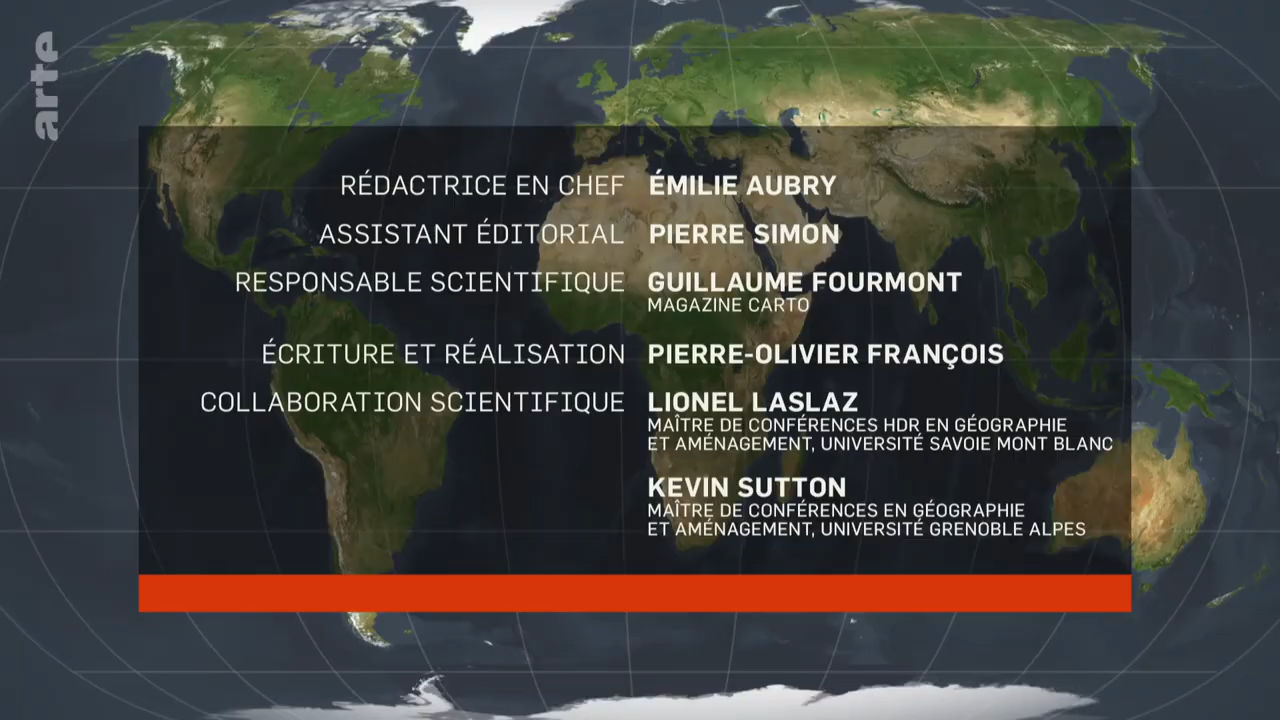 arte
RÉDACTRICE EN CHEF ÉMILIE AUBRY
ASSISTANT ÉDITORIAL PIERRE SIMON
RESPONSABLE SCIENTIFIQUE GUILLAUME FOURMONT
MAGAZINE CARTO
ÉCRITURE ET RÉALISATION PIERRE-OLIVIER FRANÇOIS
COLLABORATION SCIENTIFIQUE LIONEL LASLAZ
MAÎTRE DE CONFÉRENCES HDR EN GÉOGRAPHIE
ET AMÉNAGEMENT, UNIVERSITÉ SAVOIE MONT BLANC
KEVIN SUTTON
MAÎTRE DE CONFÉRENCES EN GÉOGRAPHIE
ET AMÉNAGEMENT, UNIVERSITÉ GRENOBLE ALPES